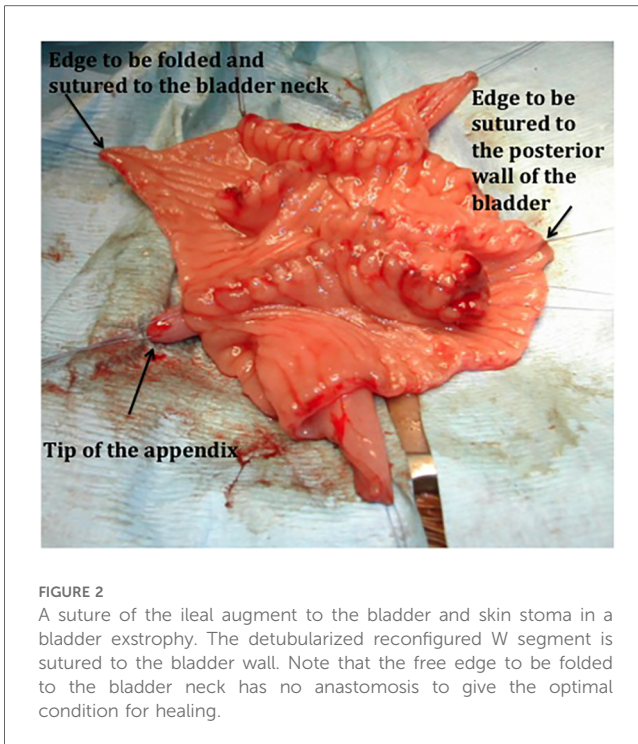 Edge to be folded and
sutured to the bladder neck
Edge to be
sutured to
the posterior
wall of the
bladder
Tip of the appendix
FIGURE 2
A suture of the ileal augment to the bladder and skin stoma in a
bladder exstrophy. The detubularized reconfigured W segment is
sutured to the bladder wall. Note that the free edge to be folded
to the bladder neck has no anastomosis to give the optimal
condition for healing.